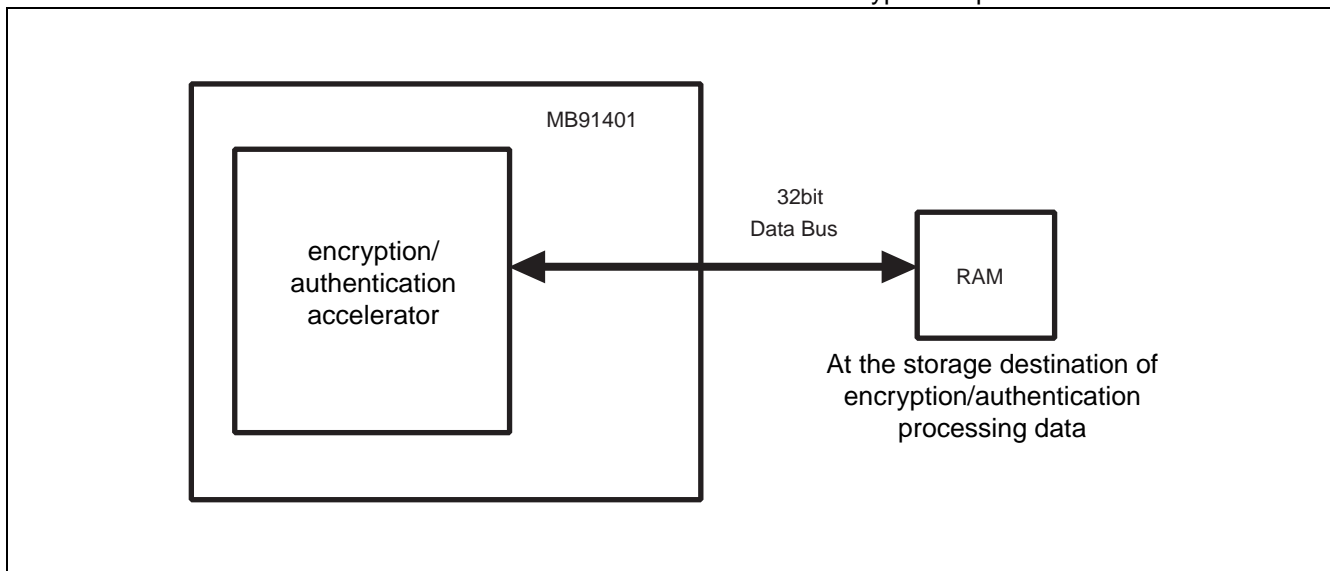 MB91401
encryption/
authentication
accelerator
32bit
Data Bus
RAM
At the storage destination of
encryption/authentication
processing data